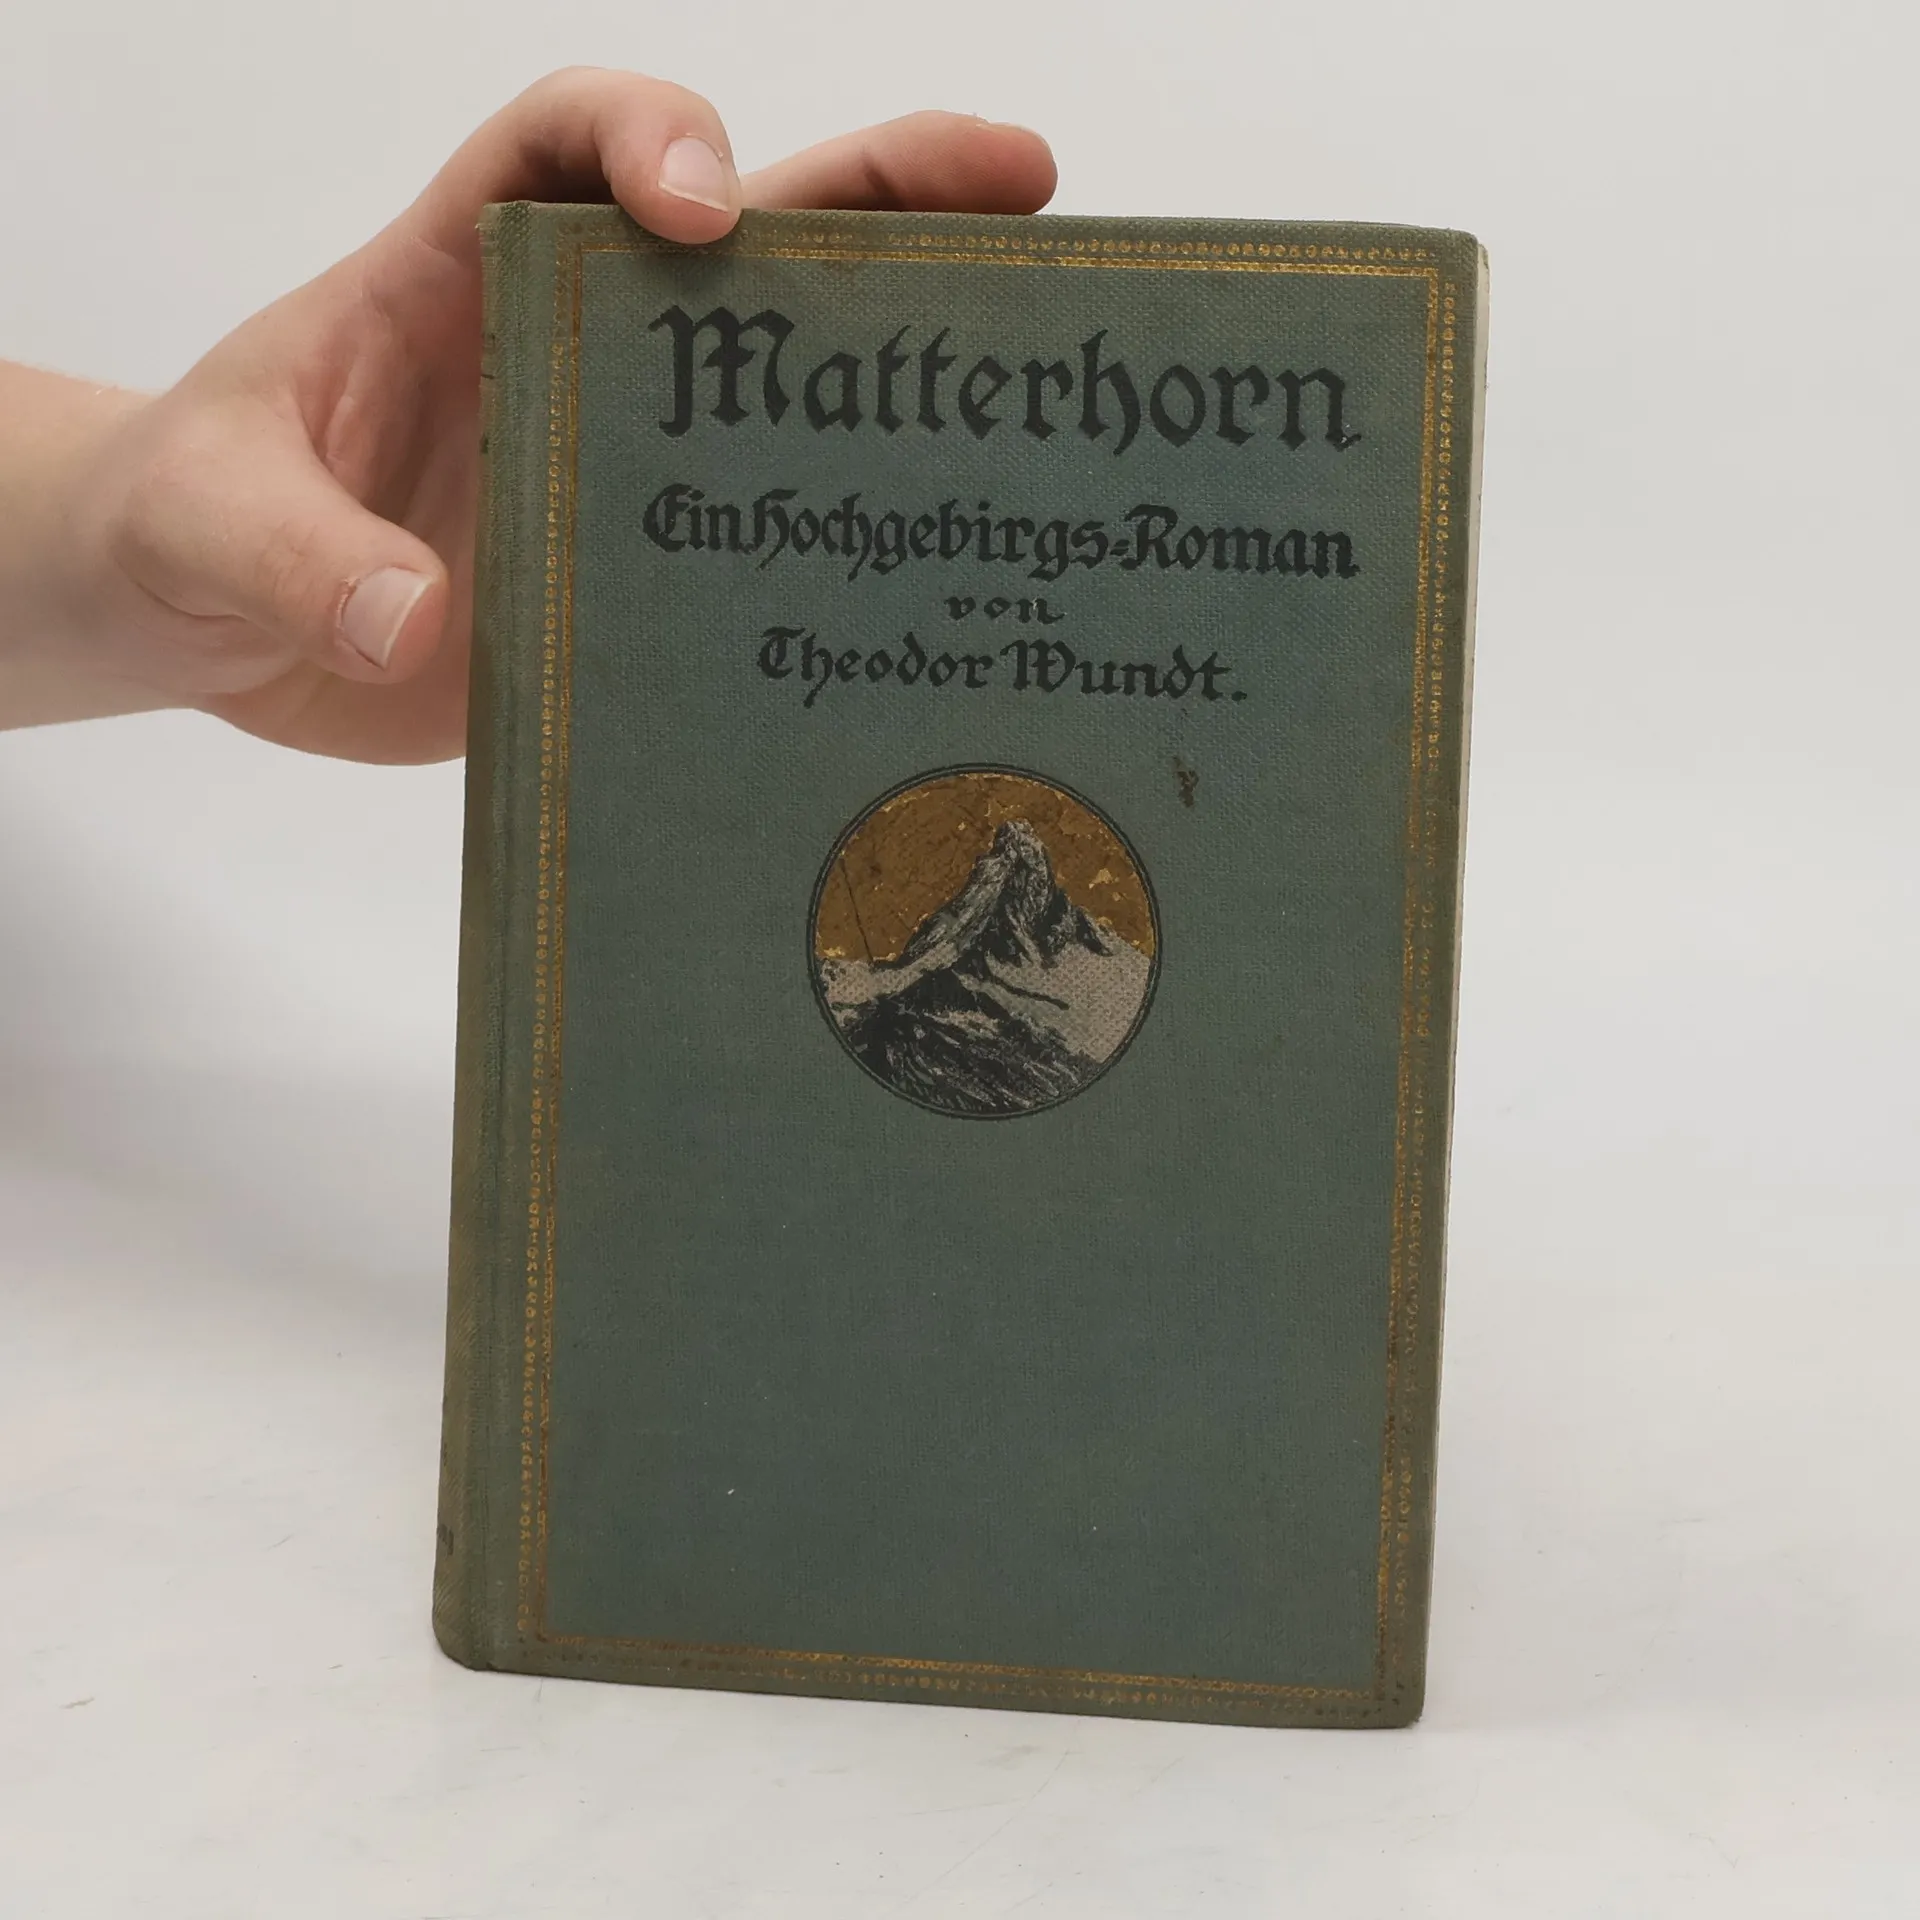 Matterhorn
Ein Hochgebirgs-Roman
von
Theodor Wundt.